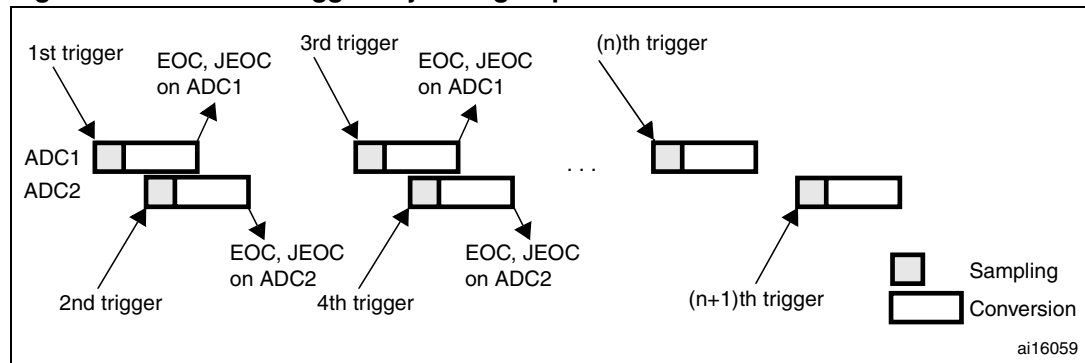 1st trigger
EOC, JEOC
on ADC1
3rd trigger
EOC, JEOC
on ADC1
(n)th trigger
ADC1
ADC2
. . .
EOC, JEOC
on ADC2
EOC, JEOC
on ADC2
2nd trigger
4th trigger
(n+1)th trigger
Sampling
Conversion
ai16059